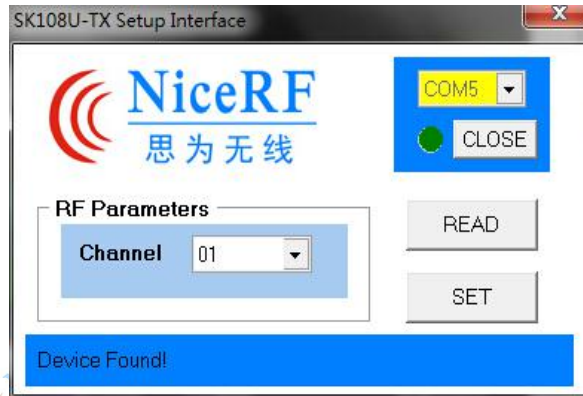 SK108U-TX Setup Interface
X
NiceRF
思为无线
COM5
CLOSE
RF Parameters
Channel 01
READ
SET
Device Found!